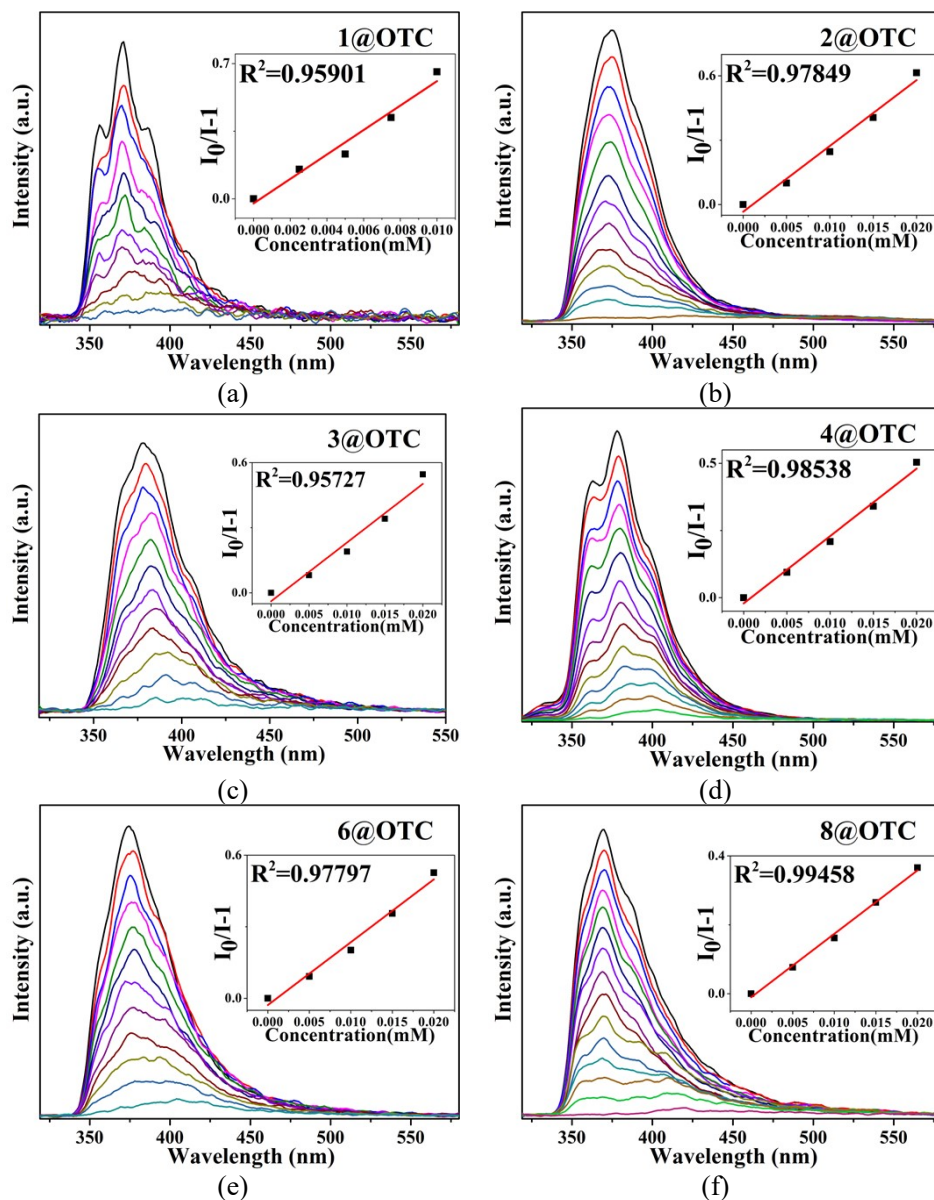 1@OTC
R²=0.95901
0.7
0.0
I₀/I-1
0.000 0.002 0.004 0.006 0.008 0.010
Concentration(mM)
Intensity (a.u.)
350 400 450 500 550
Wavelength (nm)
(a)
2@OTC
R²=0.97849
0.6
0.0
I₀/I-1
0.000 0.005 0.010 0.015 0.020
Concentration(mM)
Intensity (a.u.)
350 400 450 500 550
Wavelength (nm)
(b)
3@OTC
R²=0.95727
0.6
0.0
I₀/I-1
0.000 0.005 0.010 0.015 0.020
Concentration(mM)
Intensity (a.u.)
300 350 400 450 500 550
Wavelength (nm)
(c)
4@OTC
R²=0.98538
0.5
0.0
I₀/I-1
0.000 0.005 0.010 0.015 0.020
Concentration(mM)
Intensity (a.u.)
350 400 450 500 550
Wavelength (nm)
(d)
6@OTC
R²=0.97797
0.6
0.0
I₀/I-1
0.000 0.005 0.010 0.015 0.020
Concentration(mM)
Intensity (a.u.)
350 400 450 500 550
Wavelength (nm)
(e)
8@OTC
R²=0.99458
0.4
0.0
I₀/I-1
0.000 0.005 0.010 0.015 0.020
Concentration(mM)
Intensity (a.u.)
350 400 450 500 550
Wavelength (nm)
(f)